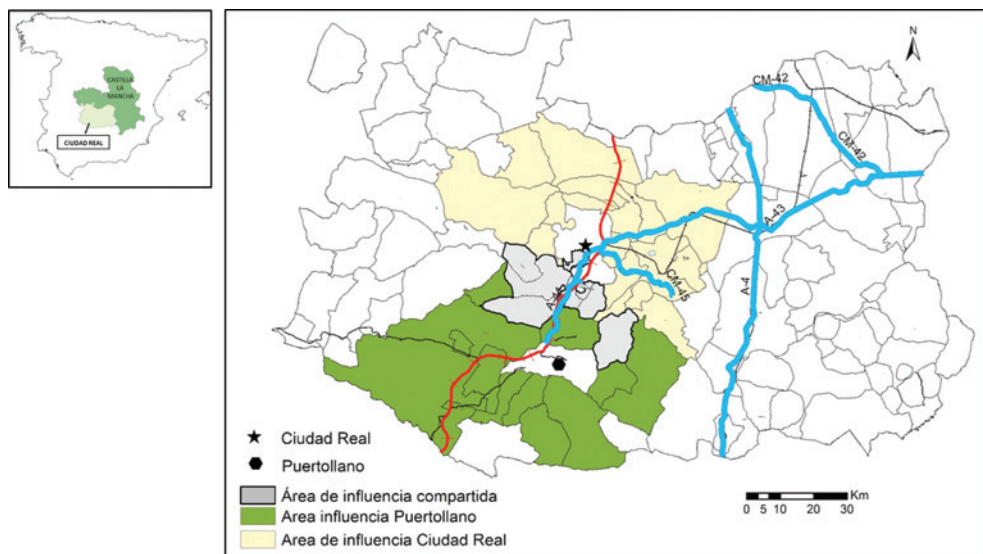 CASTILLA
LA
MANCHA
CIUDAD REAL
N
CM-42
CM-42
A-43
A-4
CM-45
Ciudad Real
Puertollano
Área de influencia compartida
Area influencia Puertollano
Area de influencia Ciudad Real
Km
0 5 10 20 30